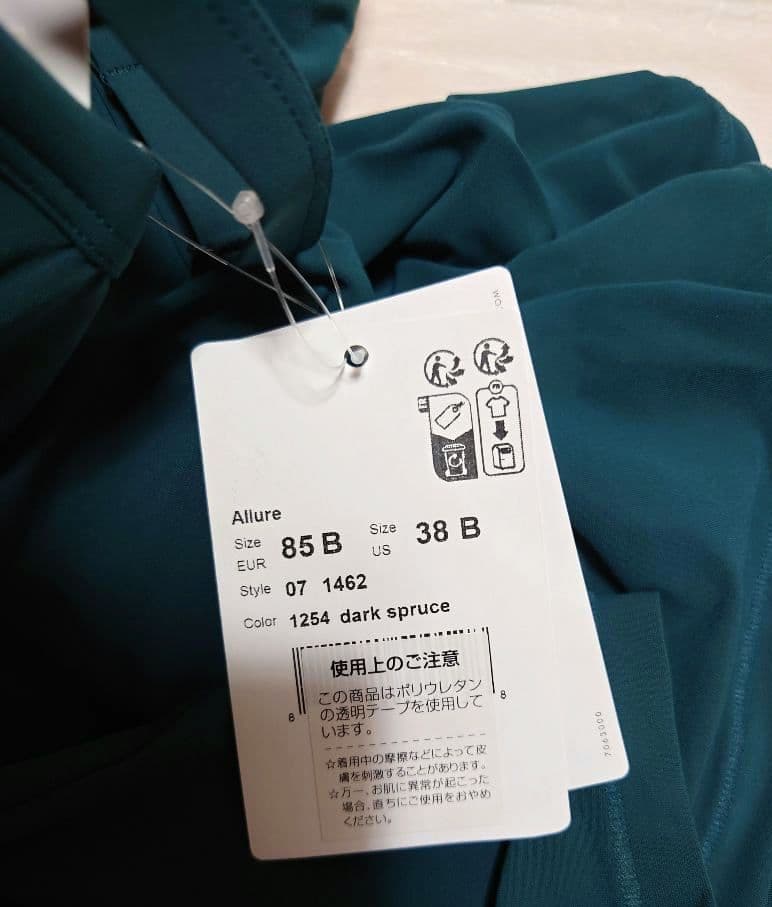 Allure
Size EUR 85 B Size US 38 B
Style 07 1462
Color 1254 dark spruce
使用上のご注意
この商品はポリウレタン
の透明テープを使用して
います。
☆着用中の摩擦などによって皮
膚を刺激することがあります。
☆万一、お肌に異常が起こった
場合、直ちにご使用をおやめ
ください。
8 8
7065000